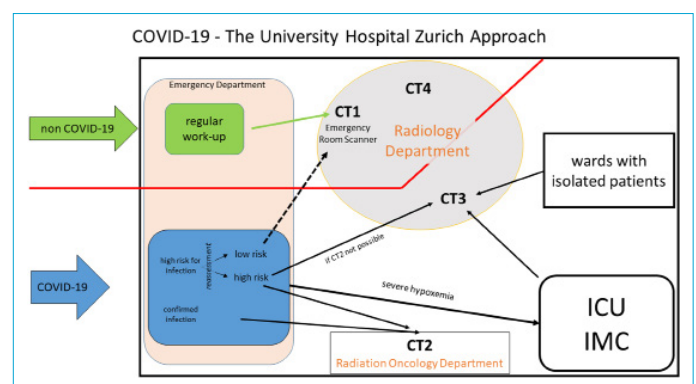 COVID-19 - The University Hospital Zurich Approach
Emergency Department
non COVID-19
regular
work-up
CT1
Emergency
Room Scanner
CT4
Radiology
Department
CT3
wards with
isolated patients
COVID-19
high risk for
infection
reassessment
low risk
high risk
confirmed
infection
if CT2 not possible
severe hypoxemia
CT2
Radiation Oncology Department
ICU
IMC